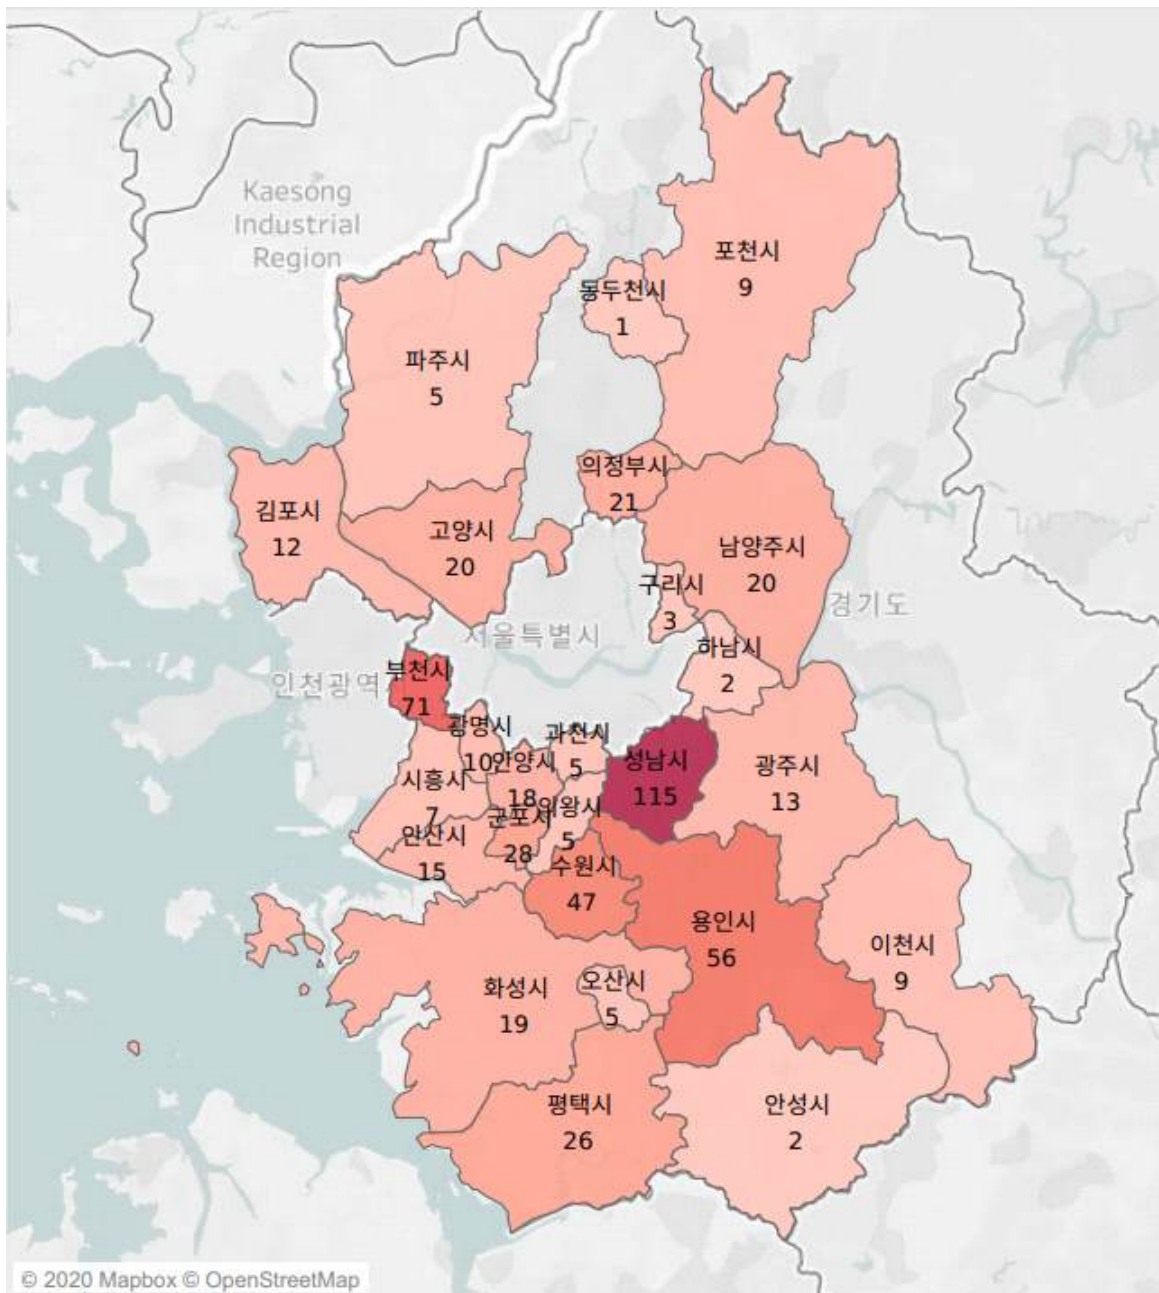 Kaesong
Industrial
Region
포천시
9
동두천시
1
파주시
5
의정부시
21
김포시
12
고양시
20
남양주시
20
구리시
3
경기도
서울특별시
하남시
2
인천광역
부천시
71
광명시
10
과천시
5
안양시
18
성남시
115
광주시
13
시흥시
7
의왕시
5
군포시
28
안산시
15
수원시
47
용인시
56
이천시
9
화성시
19
오산시
5
평택시
26
안성시
2
© 2020 Mapbox © OpenStreetMap